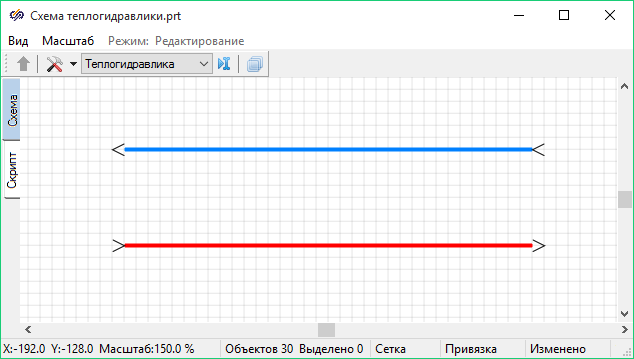 Схема теплогидравлики.prt
Вид Масштаб Режим: Редактирование
Теплогидравлика
Схема
Скрипт
X:-192.0 Y:-128.0 Масштаб:150.0 % Объектов 30 Выделено 0 Сетка Привязка Изменено